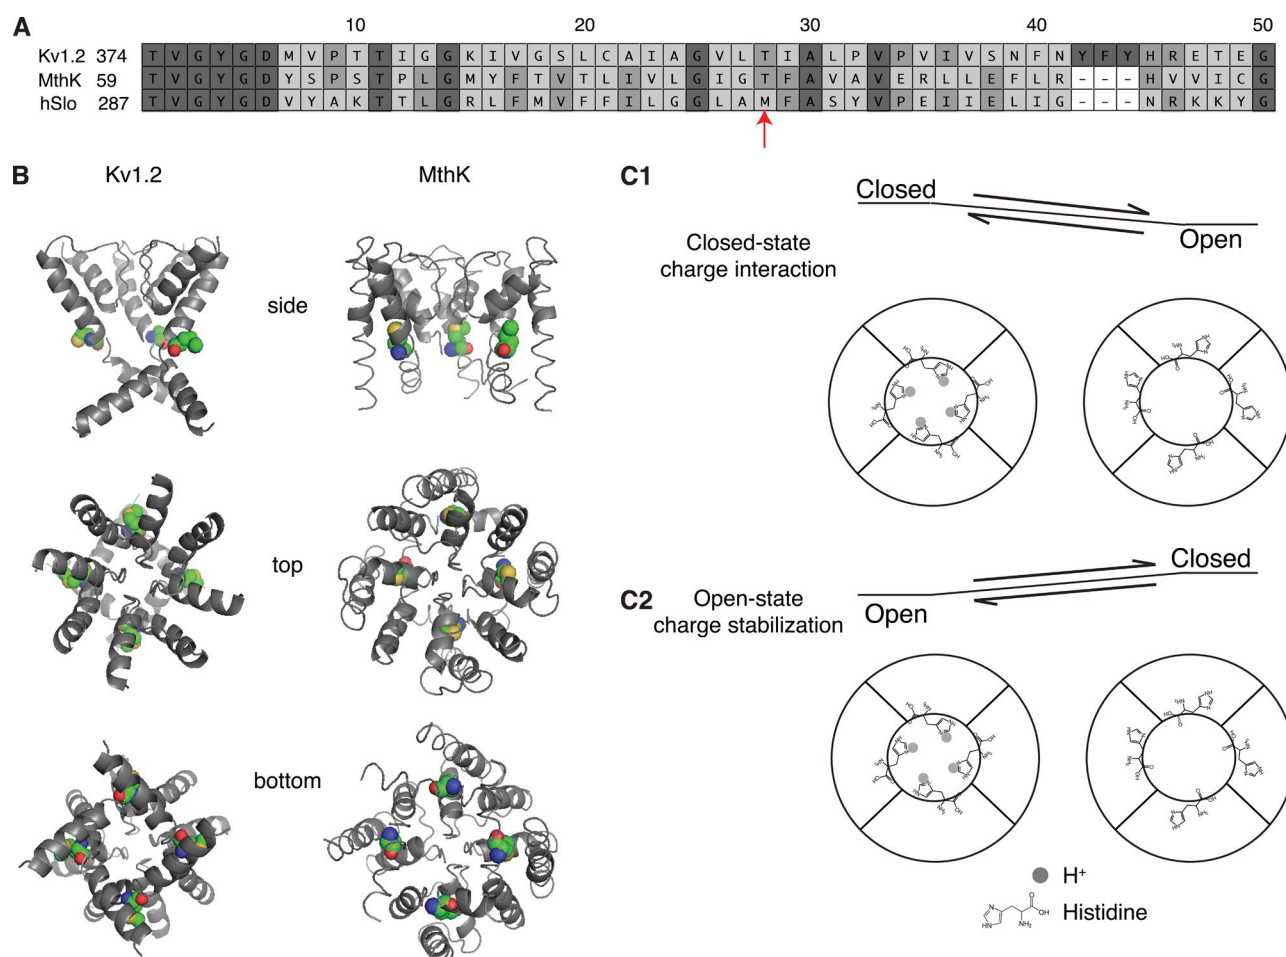 A
10 20 30 40 50
Kv1.2 374 T V G Y G D M V P T T I G G K I V G S L C A I A G V L T I A L P V P V I V S N F N Y F Y H R E T E G
MthK 59 T V G Y G D Y S P S T P L G M Y F T V T L I V L G I G T F A V A V E R L L E F L R - - - H V V I C G
hSlo 287 T V G Y G D V Y A K T T L G R L F M V F F I L G G L A M F A S Y V P E I I E L I G - - - N R K K Y G
B
Kv1.2 MthK
side
top
bottom
C1
Closed
Open
Closed-state
charge interaction
C2
Closed
Open
Open-state
charge stabilization
H⁺
Histidine